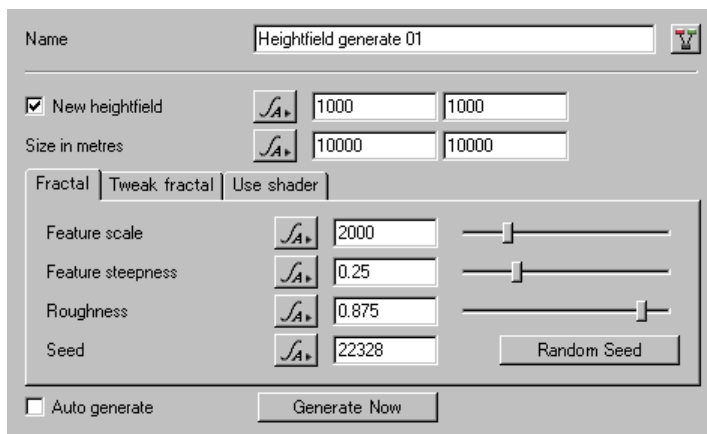 Name Heightfield generate 01
New heightfield 1000 1000
Size in metres 10000 10000
Fractal Tweak fractal Use shader
Feature scale 2000
Feature steepness 0.25
Roughness 0.875
Seed 22328 Random Seed
Auto generate Generate Now